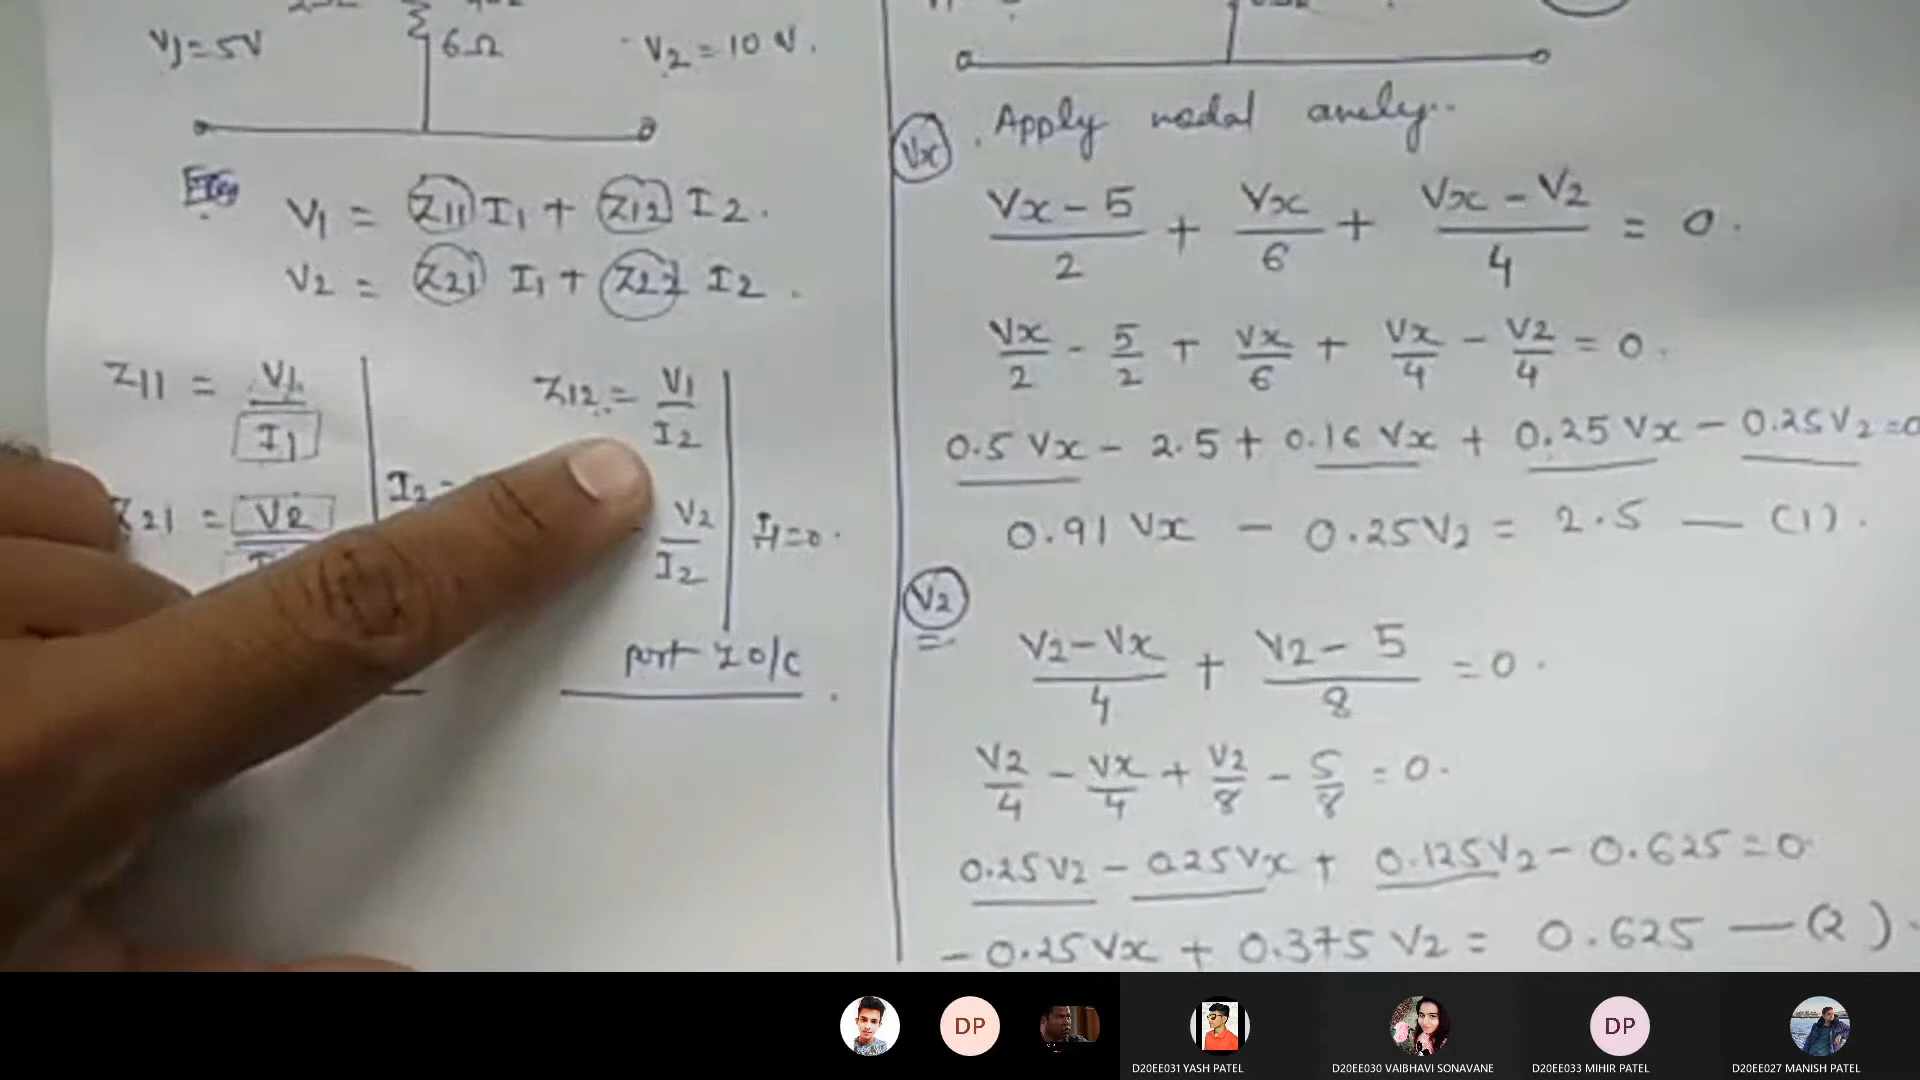 V1 = 5V
6Ω
V2 = 10 V.
V1 = Z11 I1 + Z12 I2.
V2 = Z21 I1 + Z22 I2.
Z11 = V1/I1
Z21 = V2
I2
Z12 = V1/I2
V2/I2
I1=0.
port 1 O/C
Vx
Apply nodal analy..
Vx - 5/2 + Vx/6 + Vx - V2/4 = 0.
Vx/2 - 5/2 + Vx/6 + Vx/4 - V2/4 = 0.
0.5 Vx - 2.5 + 0.16 Vx + 0.25 Vx - 0.25 V2 = 0
0.91 Vx - 0.25 V2 = 2.5 — (1).
V2
V2 - Vx/4 + V2 - 5/8 = 0.
V2/4 - Vx/4 + V2/8 - 5/8 = 0.
0.25 V2 - 0.25 Vx + 0.125 V2 - 0.625 = 0
- 0.25 Vx + 0.375 V2 = 0.625 — (2).
DP
DP
D20EE031 YASH PATEL
D20EE030 VAIBHAVI SONAVANE
D20EE033 MIHIR PATEL
D20EE027 MANISH PATEL